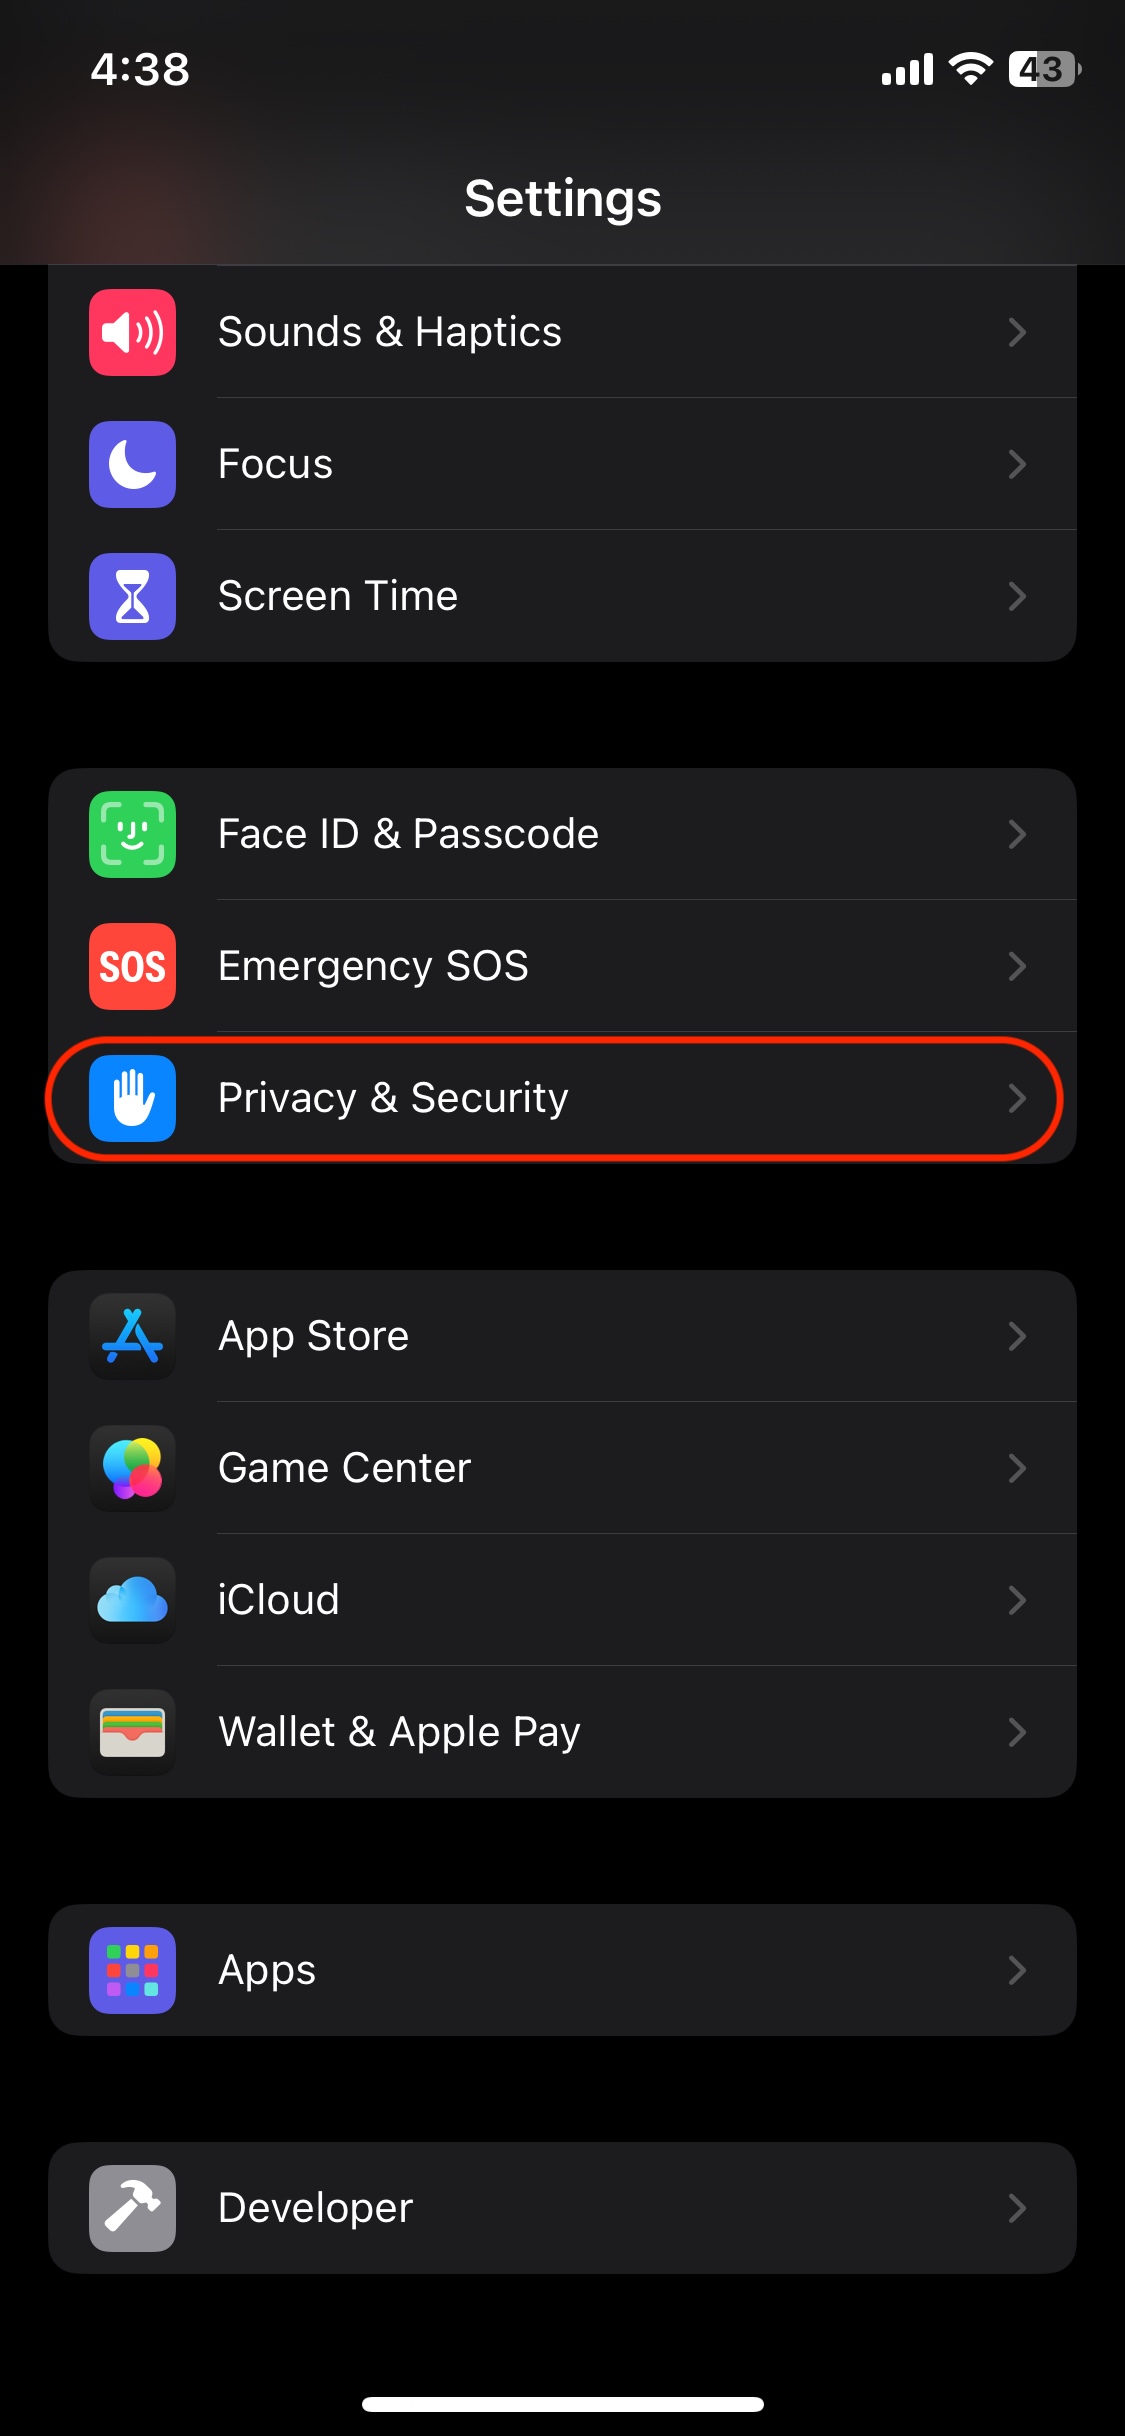 4:38
43
Settings
Sounds & Haptics
Focus
Screen Time
Face ID & Passcode
SOS
Emergency SOS
Privacy & Security
App Store
Game Center
iCloud
Wallet & Apple Pay
Apps
Developer